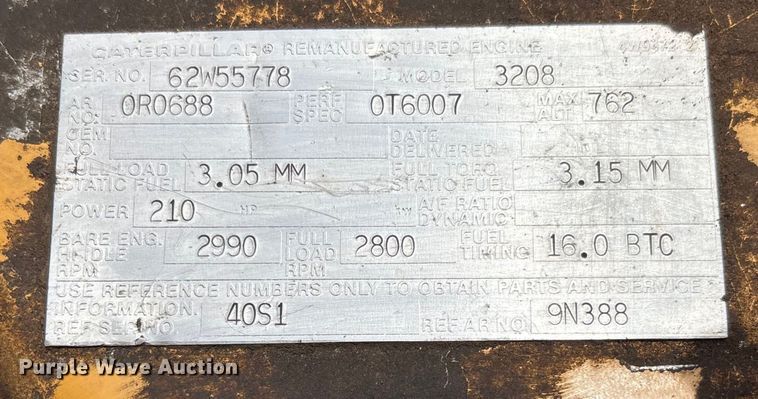 CATERPILLAR® REMANUFACTURED ENGINE
SER. NO. 62W55778 MODEL 3208
AR NO. 0R0688 PERF SPEC 0T6007 MAX ALT 762
OEM NO. DATE DELIVERED
FULL LOAD STATIC FUEL 3.05 MM FULL TORQ STATIC FUEL 3.15 MM
POWER 210 HP A/F RATIO DYNAMIC
BARE ENG. HI IDLE RPM 2990 FULL LOAD RPM 2800 FUEL TIMING 16.0 BTC
USE REFERENCE NUMBERS ONLY TO OBTAIN PARTS AND SERVICE
INFORMATION.
REF SER. NO. 40S1 REF AR NO. 9N388
Purple Wave Auction